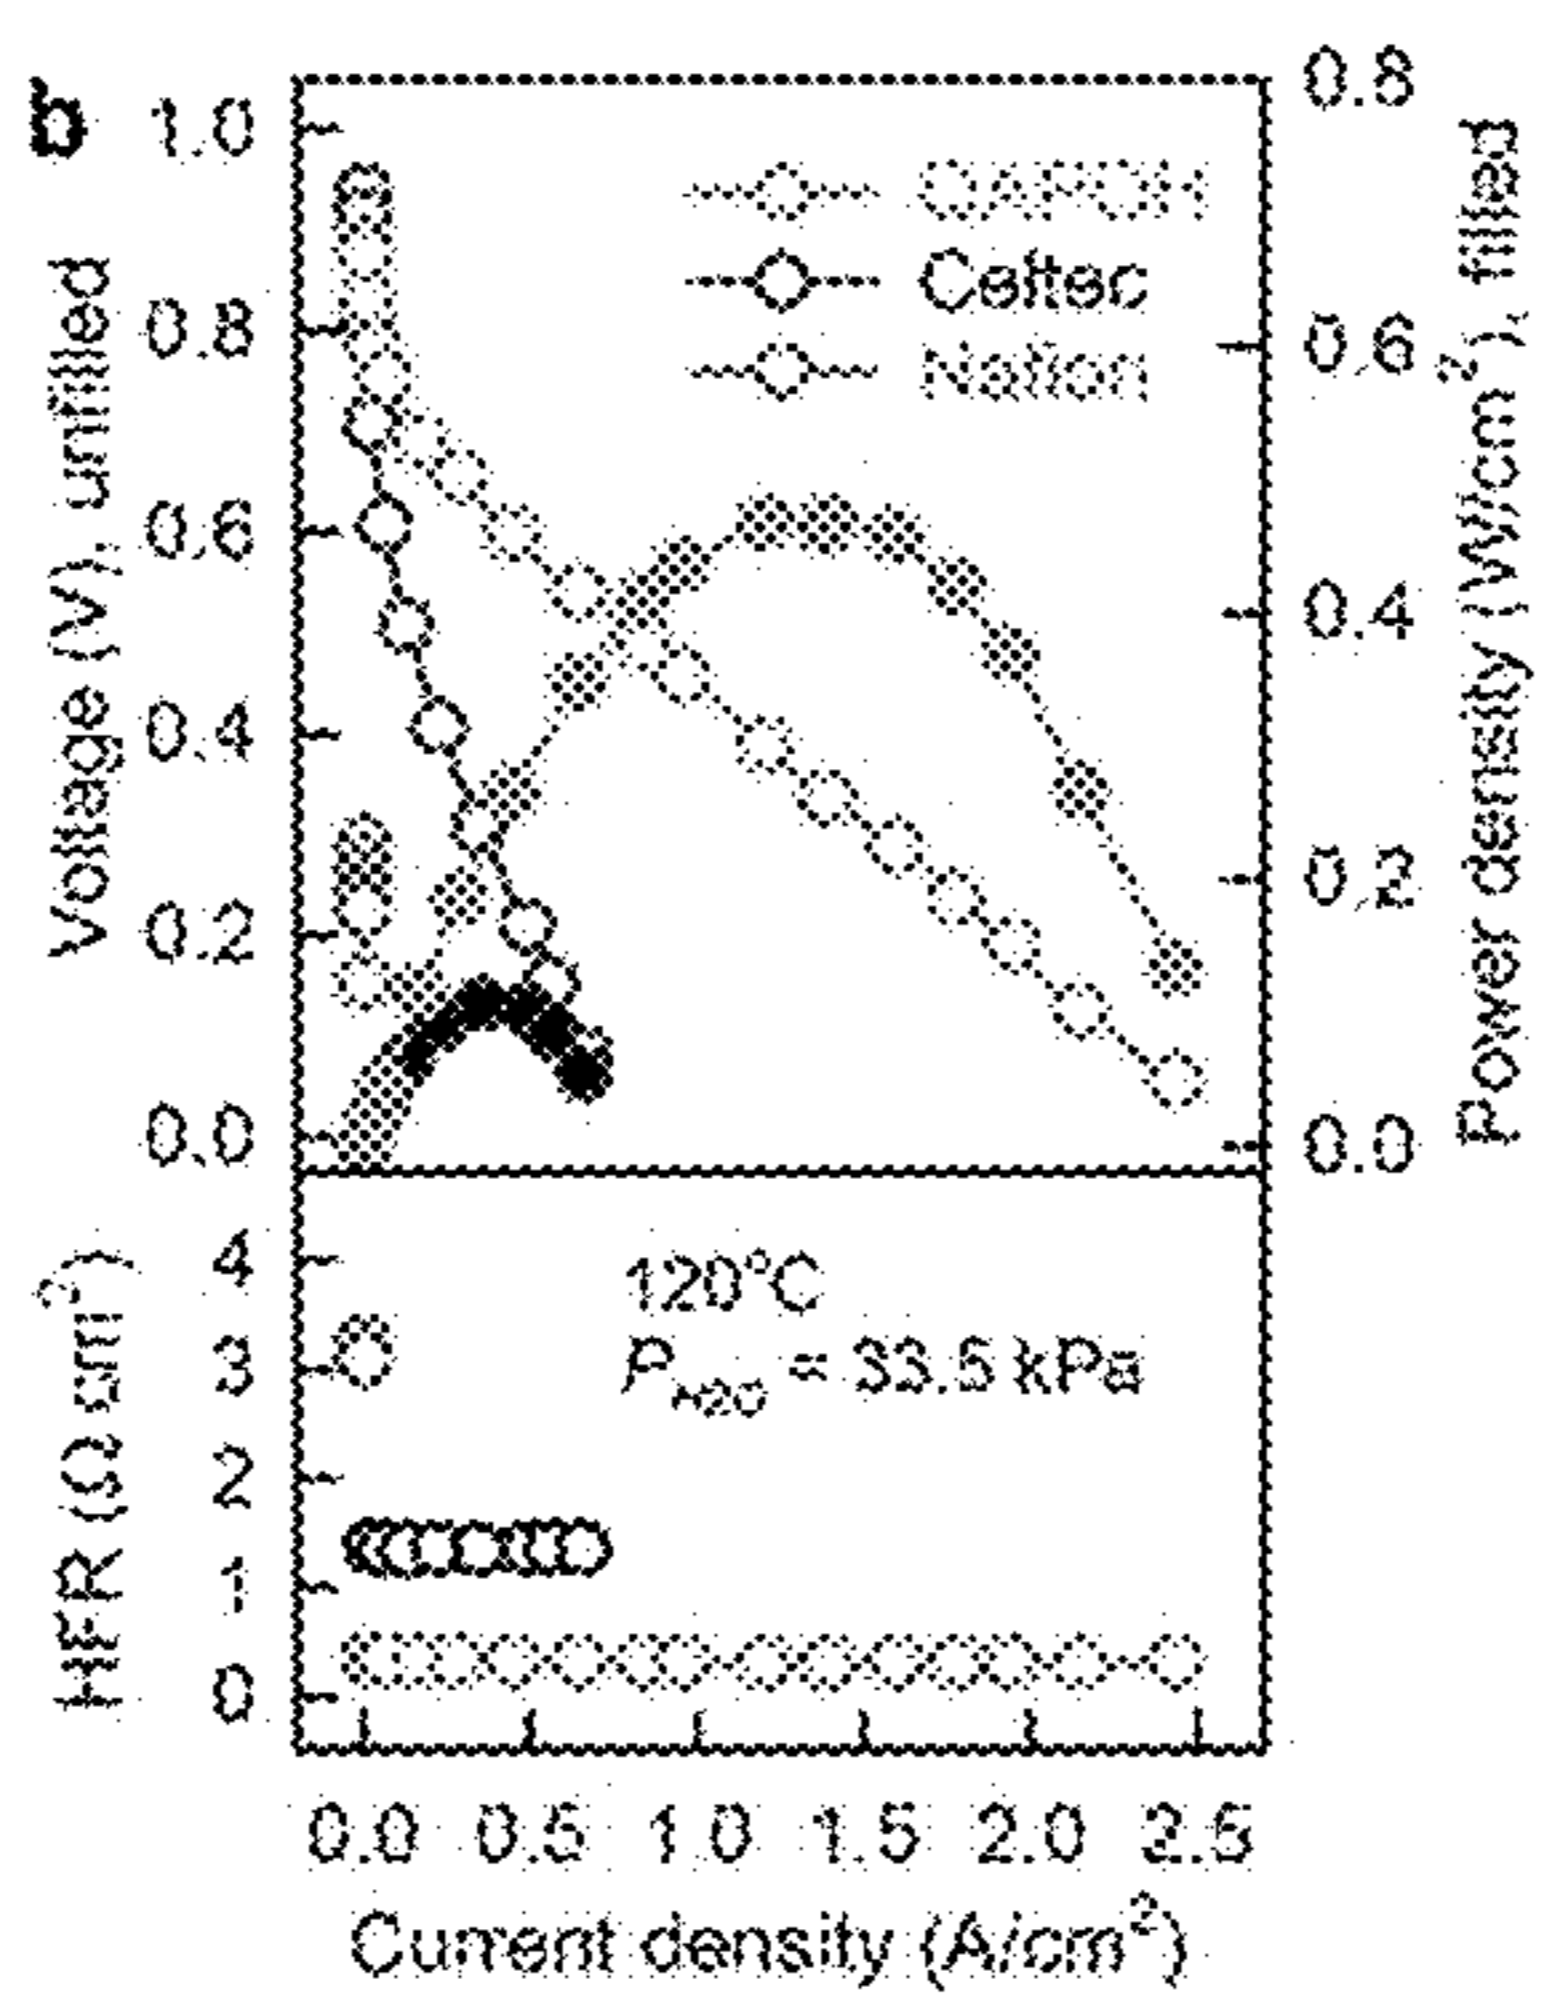 b
Voltage (V), unfilled
1.0
0.8
0.6
0.4
0.2
0.0
QAPOH
Celtec
Nafion
0.8
0.6
0.4
0.2
0.0
Power density (W/cm²), filled
HFR (Ω cm²)
4
3
2
1
0
120°C
P_H2O = 33.5 kPa
0.0 0.5 1.0 1.5 2.0 2.5
Current density (A/cm²)